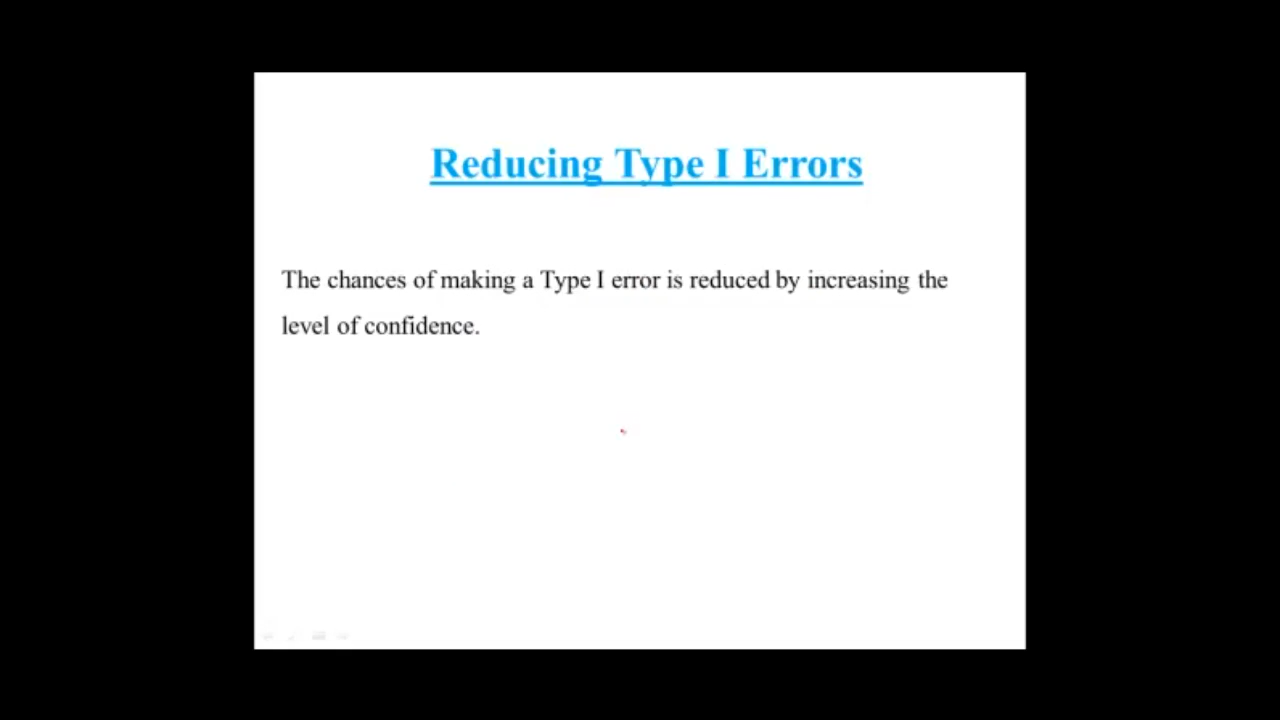 Reducing Type I Errors
The chances of making a Type I error is reduced by increasing the
level of confidence.